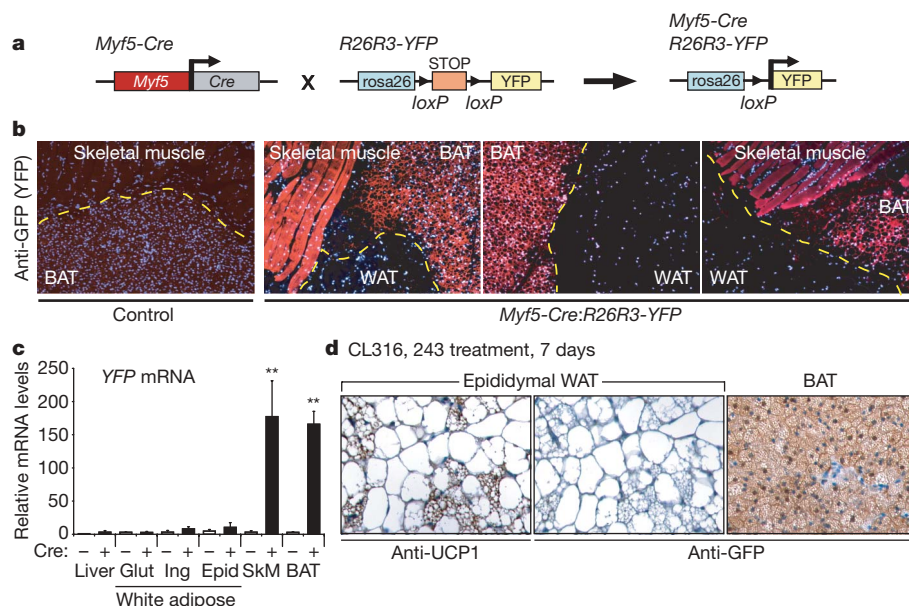 a
Myf5-Cre
R26R3-YFP
Myf5-Cre
R26R3-YFP
STOP
Myf5 Cre
X
rosa26 YFP
rosa26 YFP
loxP loxP
loxP
b
Anti-GFP (YFP)
Skeletal muscle
BAT
Skeletal muscle BAT
WAT
BAT
WAT
Skeletal muscle
BAT
WAT
Control
Myf5-Cre:R26R3-YFP
c
YFP mRNA
Relative mRNA levels
250
200
150
100
50
0
**
**
Cre: – + – + – + – + – + – +
Liver Glut Ing Epid SkM BAT
White adipose
d CL316, 243 treatment, 7 days
Epididymal WAT
BAT
Anti-UCP1
Anti-GFP